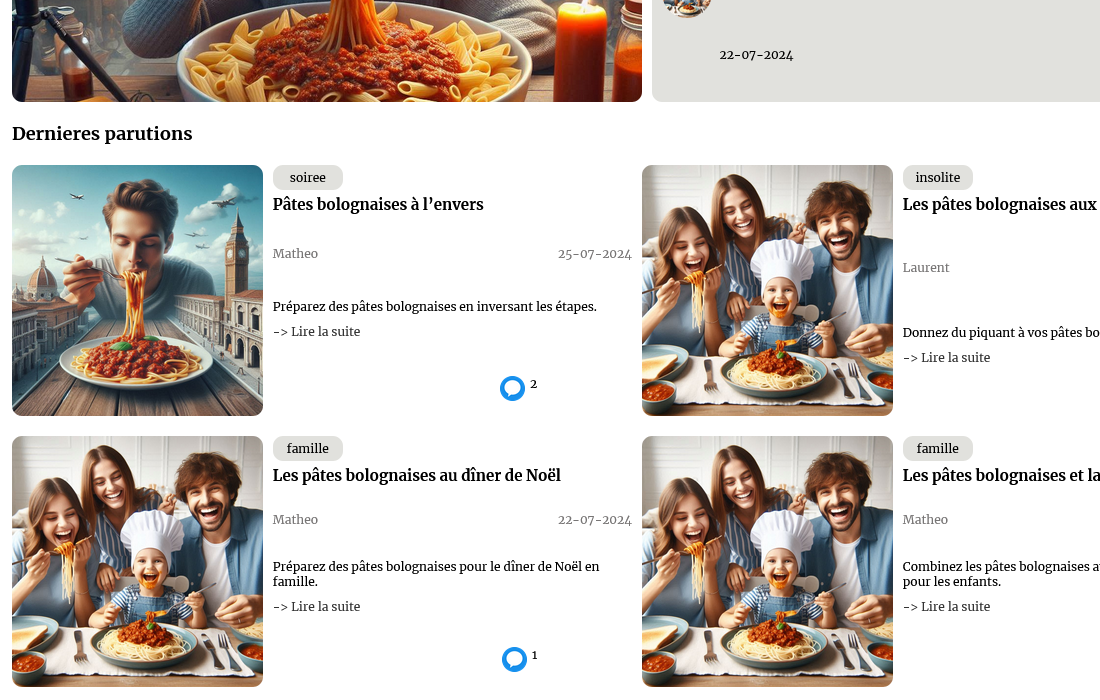 22-07-2024
Dernieres parutions
soiree
Pâtes bolognaises à l’envers
Matheo
25-07-2024
Préparez des pâtes bolognaises en inversant les étapes.
-> Lire la suite
2
insolite
Les pâtes bolognaises aux
Laurent
Donnez du piquant à vos pâtes bo
-> Lire la suite
famille
Les pâtes bolognaises au dîner de Noël
Matheo
22-07-2024
Préparez des pâtes bolognaises pour le dîner de Noël en
famille.
-> Lire la suite
1
famille
Les pâtes bolognaises et la
Matheo
Combinez les pâtes bolognaises a
pour les enfants.
-> Lire la suite